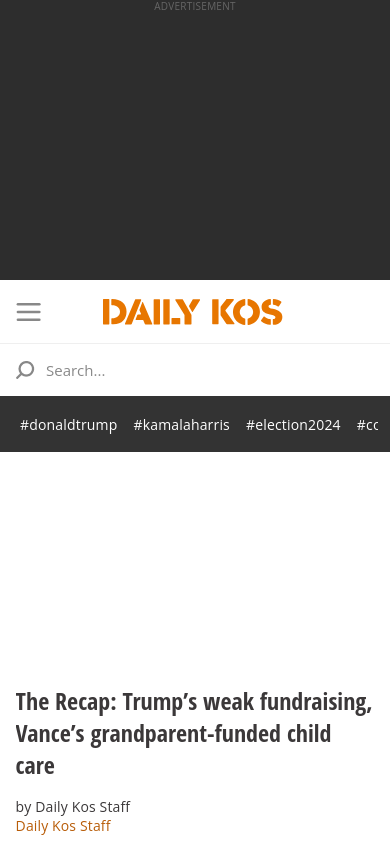 ADVERTISEMENT
DAILY KOS
Search...
#donaldtrump #kamalaharris #election2024
The Recap: Trump’s weak fundraising,
Vance’s grandparent-funded child
care
by Daily Kos Staff
Daily Kos Staff